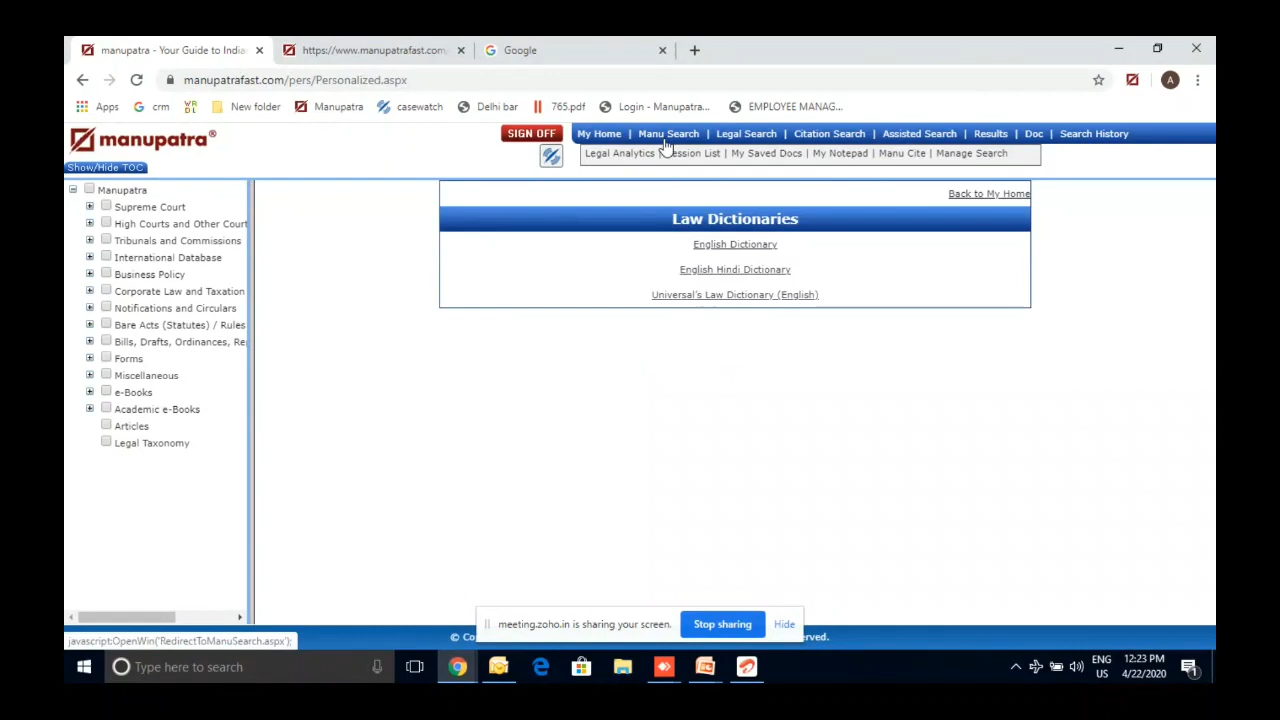 manupatra - Your Guide to India
https://www.manupatrafast.com/
Google
manupatrafast.com/pers/Personalized.aspx
A
Apps
crm
New folder
Manupatra
casewatch
Delhi bar
765.pdf
Login - Manupatra...
EMPLOYEE MANAG...
manupatra®
SIGN OFF
My Home | Manu Search | Legal Search | Citation Search | Assisted Search | Results | Doc | Search History
Legal Analytics | Session List | My Saved Docs | My Notepad | Manu Cite | Manage Search
Show/Hide TOC
Manupatra
Supreme Court
High Courts and Other Court
Tribunals and Commissions
International Database
Business Policy
Corporate Law and Taxation
Notifications and Circulars
Bare Acts (Statutes) / Rules
Bills, Drafts, Ordinances, Re
Forms
Miscellaneous
e-Books
Academic e-Books
Articles
Legal Taxonomy
Back to My Home
Law Dictionaries
English Dictionary
English Hindi Dictionary
Universal's Law Dictionary (English)
meeting.zoho.in is sharing your screen.
Stop sharing
Hide
javascript:OpenWin('RedirectToManuSearch.aspx');
© Co
rved.
Type here to search
ENG
US
12:23 PM
4/22/2020
1